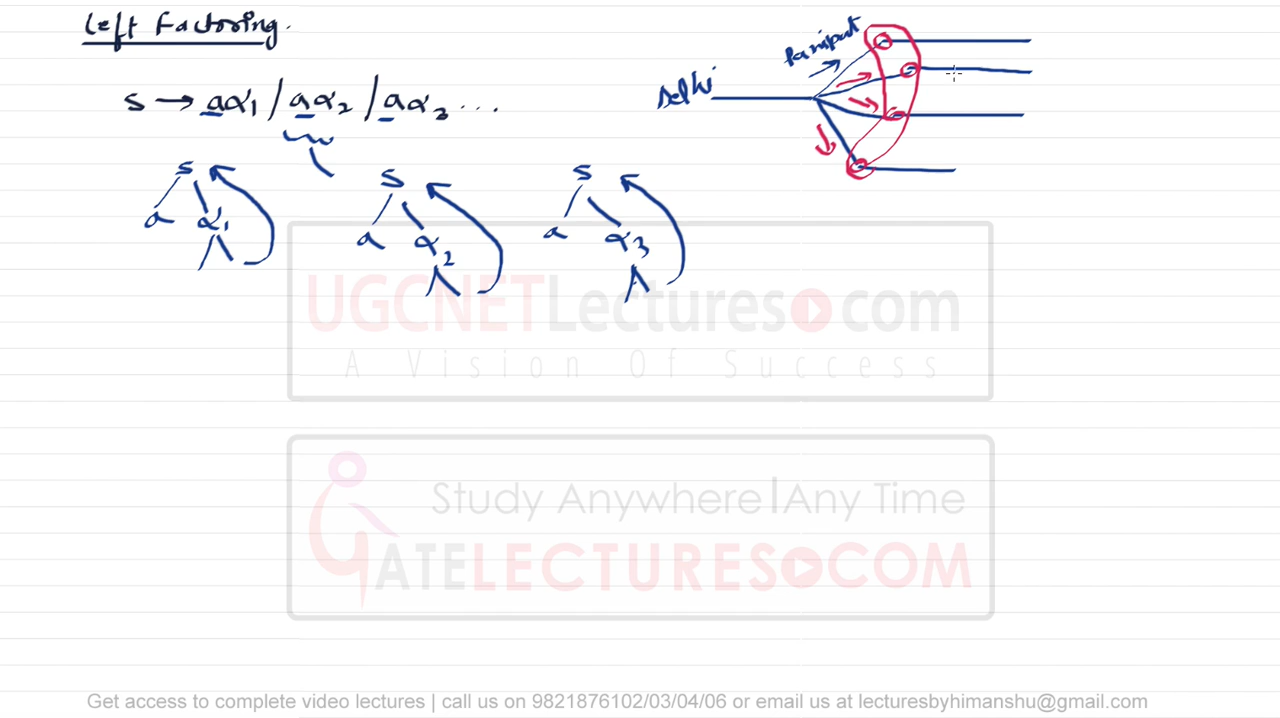 Left Factoring.
S → aα1 / aα2 / aα3 ...
Delhi
Panipat
S S S
a α1 a α2 a α3
UGCNETLectures.com
A Vision Of Success
Study Anywhere|Any Time
GATELECTURES.COM
Get access to complete video lectures | call us on 9821876102/03/04/06 or email us at lecturesbyhimanshu@gmail.com